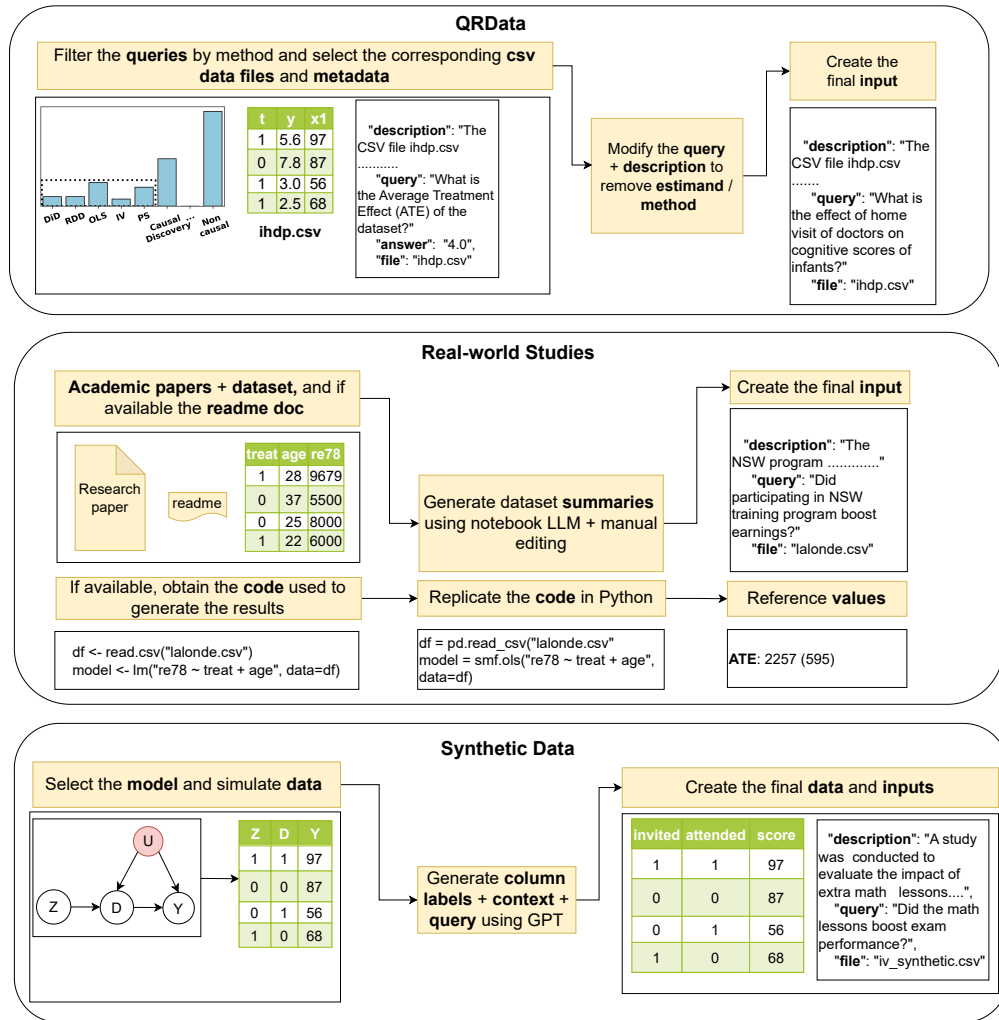 QRData
Filter the queries by method and select the corresponding csv
data files and metadata
DiD
RDD
OLS
IV
PS
Causal
Discovery
...
Non
causal
t y x1
1 5.6 97
0 7.8 87
1 3.0 56
1 2.5 68
ihdp.csv
"description": "The
CSV file ihdp.csv
...........
"query": "What is
the Average Treatment
Effect (ATE) of the
dataset?"
"answer": "4.0",
"file": "ihdp.csv"
Modify the query
+ description to
remove estimand /
method
Create the
final input
"description": "The
CSV file ihdp.csv
.......
"query": "What
is the effect of home
visit of doctors on
cognitive scores of
infants?"
"file": "ihdp.csv"
Real-world Studies
Academic papers + dataset, and if
available the readme doc
Research
paper
readme
treat age re78
1 28 9679
0 37 5500
0 25 8000
1 22 6000
Generate dataset summaries
using notebook LLM + manual
editing
Create the final input
"description": "The
NSW program ............."
"query": "Did
participating in NSW
training program boost
earnings?"
"file": "lalonde.csv"
If available, obtain the code used to
generate the results
df <- read.csv("lalonde.csv")
model <- lm("re78 ~ treat + age", data=df)
Replicate the code in Python
df = pd.read_csv("lalonde.csv"
model = smf.ols("re78 ~ treat + age",
data=df)
Reference values
ATE: 2257 (595)
Synthetic Data
Select the model and simulate data
U
Z
D
Y
Z D Y
1 1 97
0 0 87
0 1 56
1 0 68
Generate column
labels + context +
query using GPT
Create the final data and inputs
invited attended score
1 1 97
0 0 87
0 1 56
1 0 68
"description": "A study
was conducted to
evaluate the impact of
extra math lessons....",
"query": "Did the math
lessons boost exam
performance?",
"file": "iv_synthetic.csv"